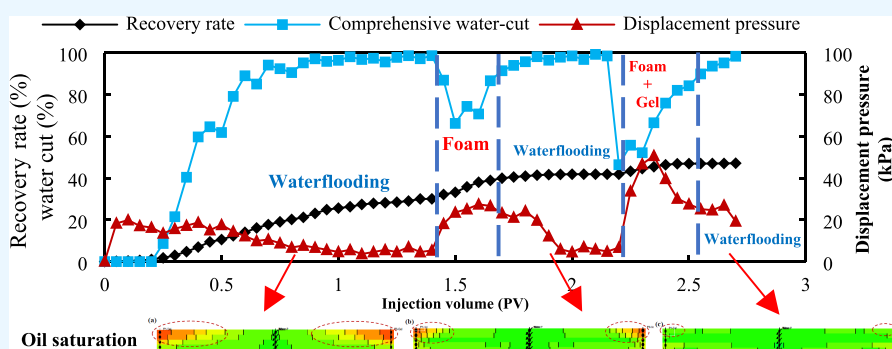 Recovery rate Comprehensive water-cut Displacement pressure
Recovery rate (%)
water cut (%)
100
80
60
40
20
0
Waterflooding
Foam
Waterflooding
Foam
+
Gel
Waterflooding
100
80
60
40
20
0
Displacement pressure
(kPa)
0 0.5 1 1.5 2 2.5 3
Injection volume (PV)
Oil saturation
(a) (b) (c)